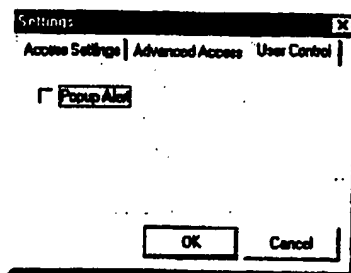 Settings
Access Settings Advanced Access User Control
Popup Alert
OK Cancel